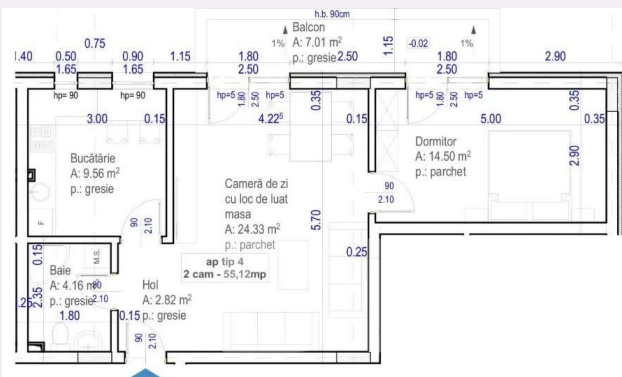 h.b. 90cm
Balcon
A: 7.01 m²
p.: gresie
1%
1%
1.15
-0.02
0.75
1.40 0.50 0.90 1.15 1.80 2.50 1.80 2.90
1.65 1.65 2.50 2.50
hp= 90 hp= 90
hp=5 1.80 2.50 hp=5
hp=5 1.80 2.50 hp=5
0.35
0.35
3.00 0.15 4.22⁵ 0.15 5.00 0.35
Bucătărie
A: 9.56 m²
p.: gresie
F
90
2.10
Cameră de zi
cu loc de luat
masa
A: 24.33 m²
p.: parchet
5.70
Dormitor
A: 14.50 m²
p.: parchet
2.90
90
2.10
0.25
ap tip 4
2 cam - 55,12mp
0.15
M.S.
Baie
A: 4.16 m²
p.: gresie
2.35
90
2.10
1.80
.25
Hol
A: 2.82 m²
p.: gresie
0.15
90
2.10